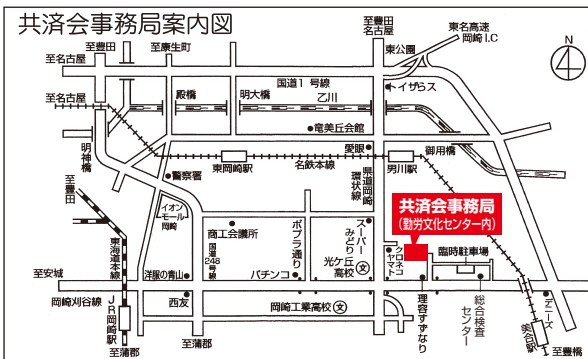 共済会事務局案内図
至豊田
至康生町
至豊田
至名古屋
東名高速
岡崎I.C
東公園
N
至名古屋
国道1号線
トイザらス
至名古屋
殿橋
明大橋
乙川
竜美丘会館
愛眼
御用橋
明神橋
東岡崎駅
名鉄本線
男川駅
警察署
県道岡崎
環状線
至豊田
イオン
モール
岡崎
共済会事務局
(勤労文化センター内)
東海道本線
商工会議所
国道248号線
ポプラ通り
スーパー
みどり
光ケ丘
高校
文
クロネコ
ヤマト
臨時駐車場
至安城
洋服の青山
パチンコ
岡崎刈谷線
JR岡崎駅
西友
岡崎工業高校
文
理容すずなり
総合検査
センター
デニーズ
美合駅
至蒲郡
至蒲郡
至豊橋